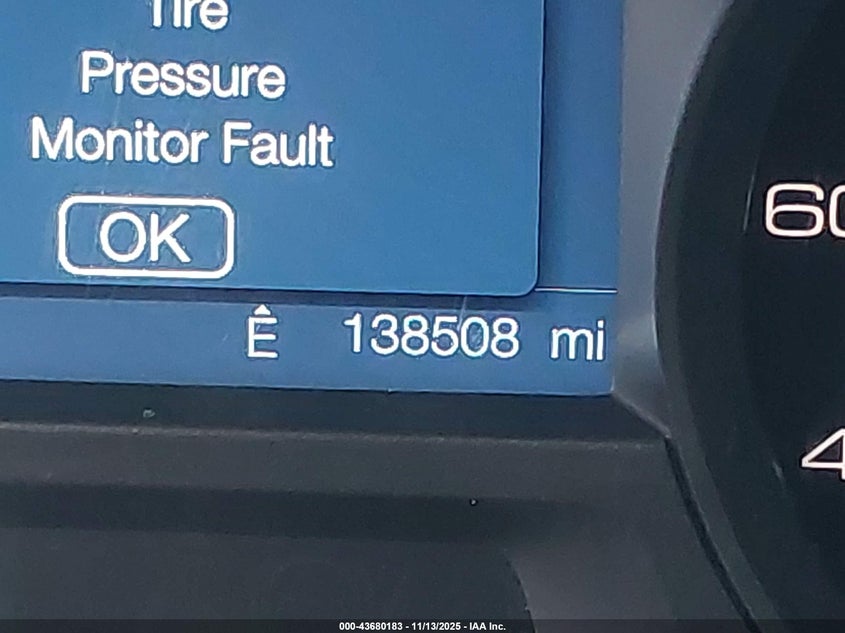 Tire
Pressure
Monitor Fault
OK
Ê 138508 mi
60
4
000-43680183 - 11/13/2025 - IAA Inc.